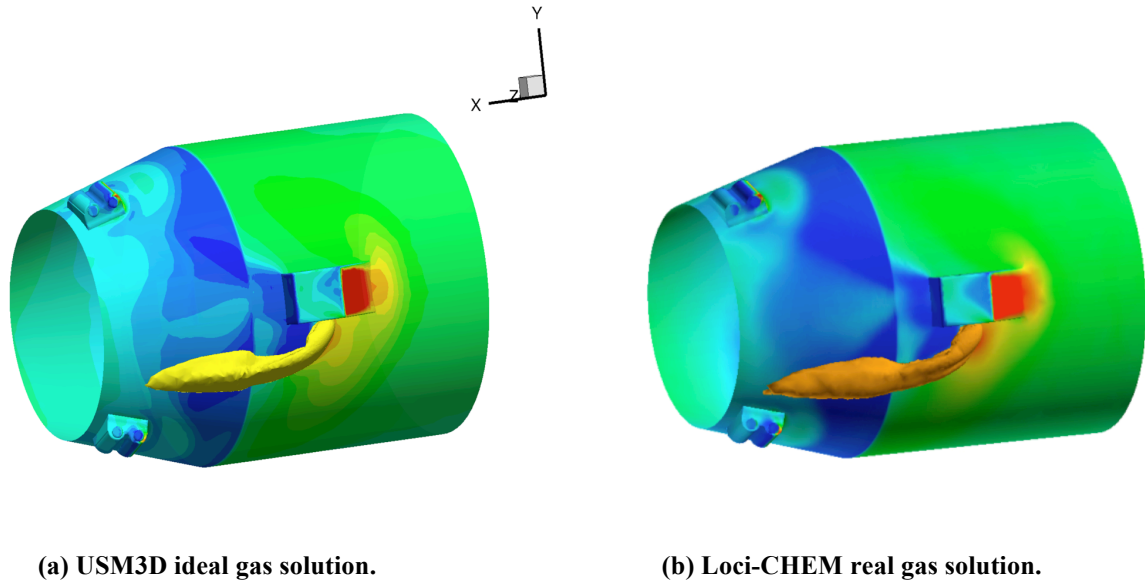 Y
X
Z
(a) USM3D ideal gas solution.
(b) Loci-CHEM real gas solution.